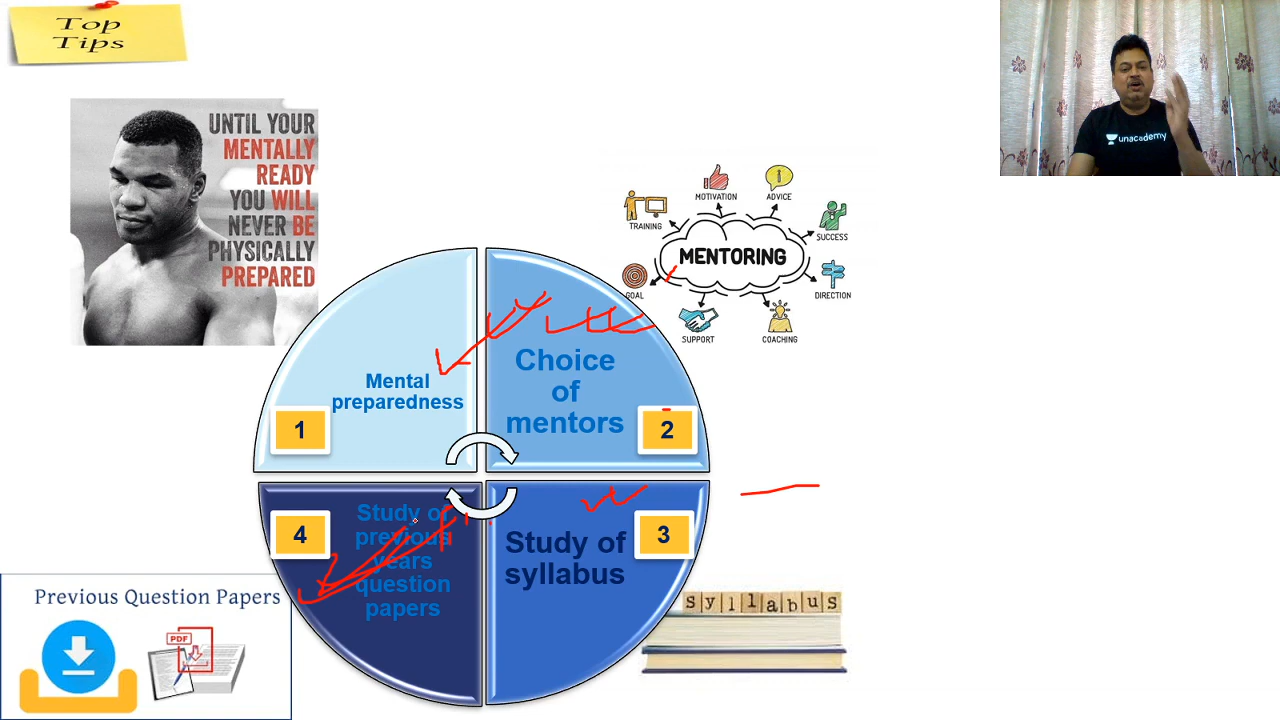 Top
Tips
UNTIL YOUR
MENTALLY
READY
YOU WILL
NEVER BE
PHYSICALLY
PREPARED
unacademy
MOTIVATION
ADVICE
TRAINING
SUCCESS
MENTORING
GOAL
DIRECTION
SUPPORT
COACHING
Mental
preparedness
1
Choice
of
mentors
2
Study of
syllabus
3
Study of
previous
years
question
papers
4
Previous Question Papers
PDF
syllabus